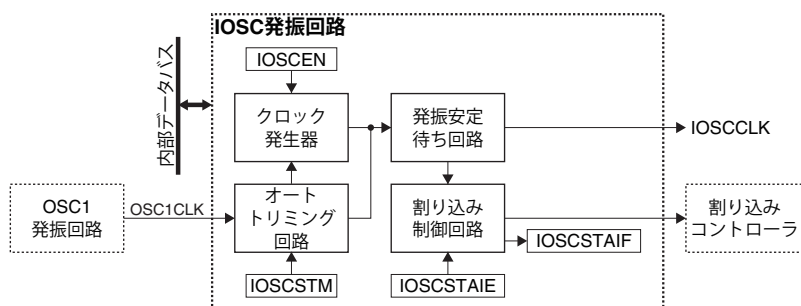 IOSC発振回路
IOSCEN
内部データバス
クロック
発生器
発振安定
待ち回路
IOSCCLK
OSC1
発振回路
OSC1CLK
オート
トリミング
回路
割り込み
制御回路
割り込み
コントローラ
IOSCSTAIF
IOSCSTM
IOSCSTAIE